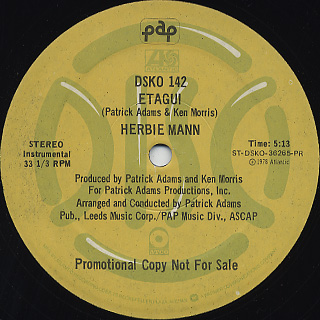 pap
DSKO 142
ETAGUI
(Patrick Adams & Ken Morris)
HERBIE MANN
STEREO
Instrumental
33 1/3 RPM
Time: 5:13
ST-DSKO-36265-PR
© 1978 Atlantic
Produced by Patrick Adams and Ken Morris
For Patrick Adams Productions, Inc.
Arranged and Conducted by Patrick Adams
Pub., Leeds Music Corp./PAP Music Div., ASCAP
Promotional Copy Not For Sale